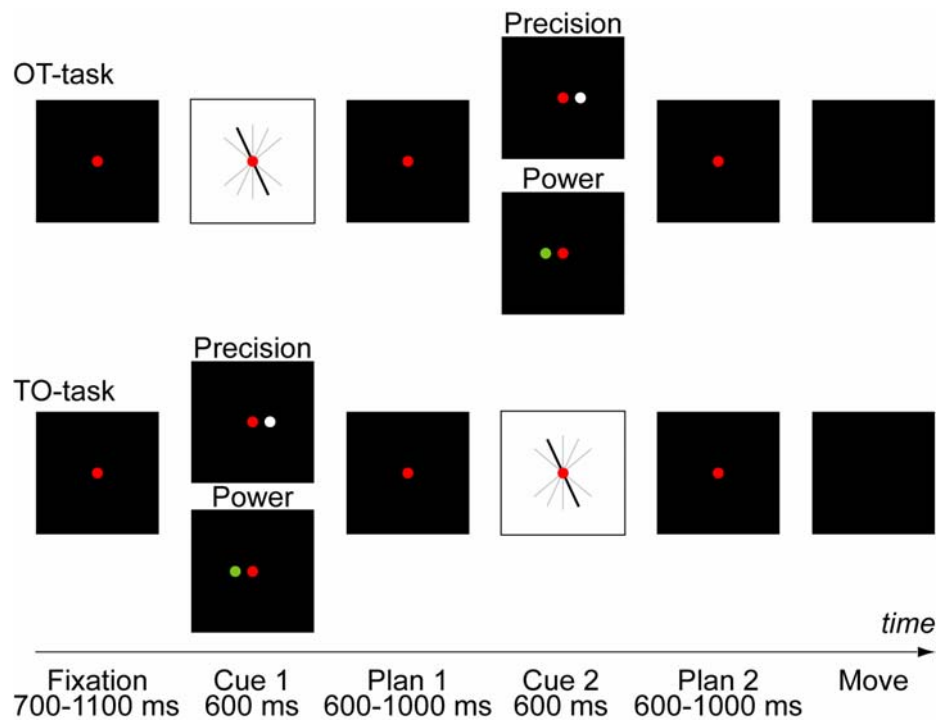 Precision
OT-task
Power
Precision
TO-task
Power
time
Fixation Cue 1 Plan 1 Cue 2 Plan 2 Move
700-1100 ms 600 ms 600-1000 ms 600 ms 600-1000 ms